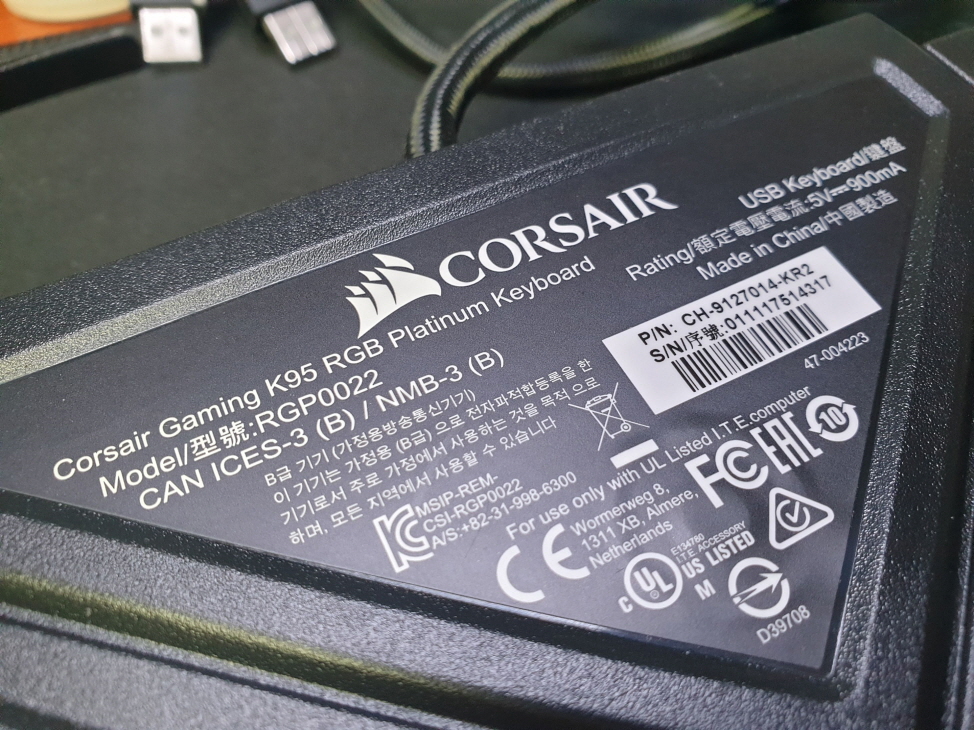 CORSAIR
Corsair Gaming K95 RGB Platinum Keyboard
Model/型號:RGP0022
CAN ICES-3 (B) / NMB-3 (B)
B급 기기 (가정용방송통신기기)
이 기기는 가정용 (B급) 으로 전자파적합등록을 한
기기로서 주로 가정에서 사용하는 것을 목적 으로
하며, 모든 지역에서 사용할 수 있습니다
MSIP-REM-
CSI-RGP0022
A/S:+82-31-998-6300
USB Keyboard/鍵盤
Rating/額定電壓電流:5V⎓900mA
Made in China/中國製造
P/N: CH-9127014-KR2
S/N/序號:011117514317
47-004223
For use only with UL Listed I.T.E.computer
FC EAC 10
CE
Wormerweg 8,
1311 XB, Almere,
Netherlands
c UL
E134760
I.T.E. ACCESSORY
US LISTED
M
D39708